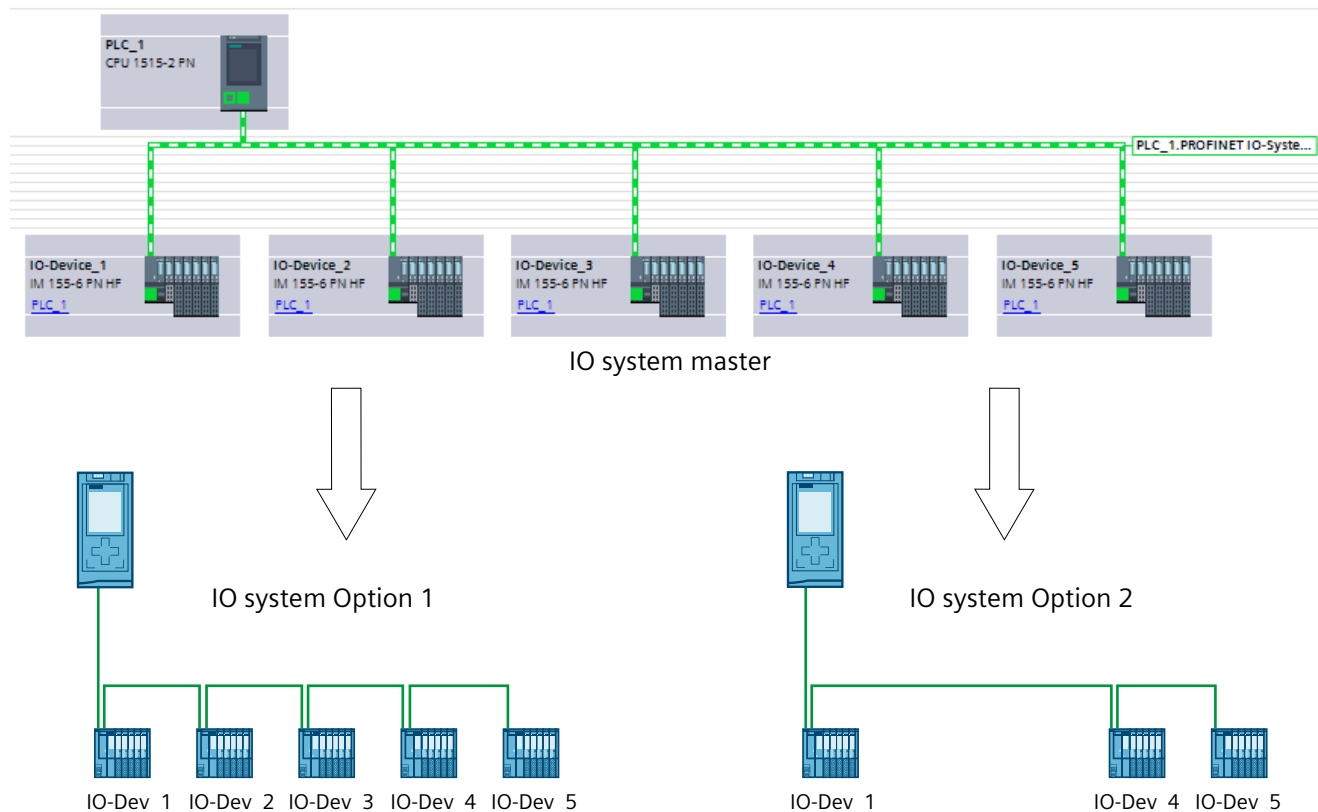 PLC_1
CPU 1515-2 PN
PLC_1.PROFINET IO-Syste...
IO-Device_1
IM 155-6 PN HF
PLC_1
IO-Device_2
IM 155-6 PN HF
PLC_1
IO-Device_3
IM 155-6 PN HF
PLC_1
IO-Device_4
IM 155-6 PN HF
PLC_1
IO-Device_5
IM 155-6 PN HF
PLC_1
IO system master
IO system Option 1
IO system Option 2
IO-Dev_1 IO-Dev_2 IO-Dev_3 IO-Dev_4 IO-Dev_5
IO-Dev_1 IO-Dev_4 IO-Dev_5